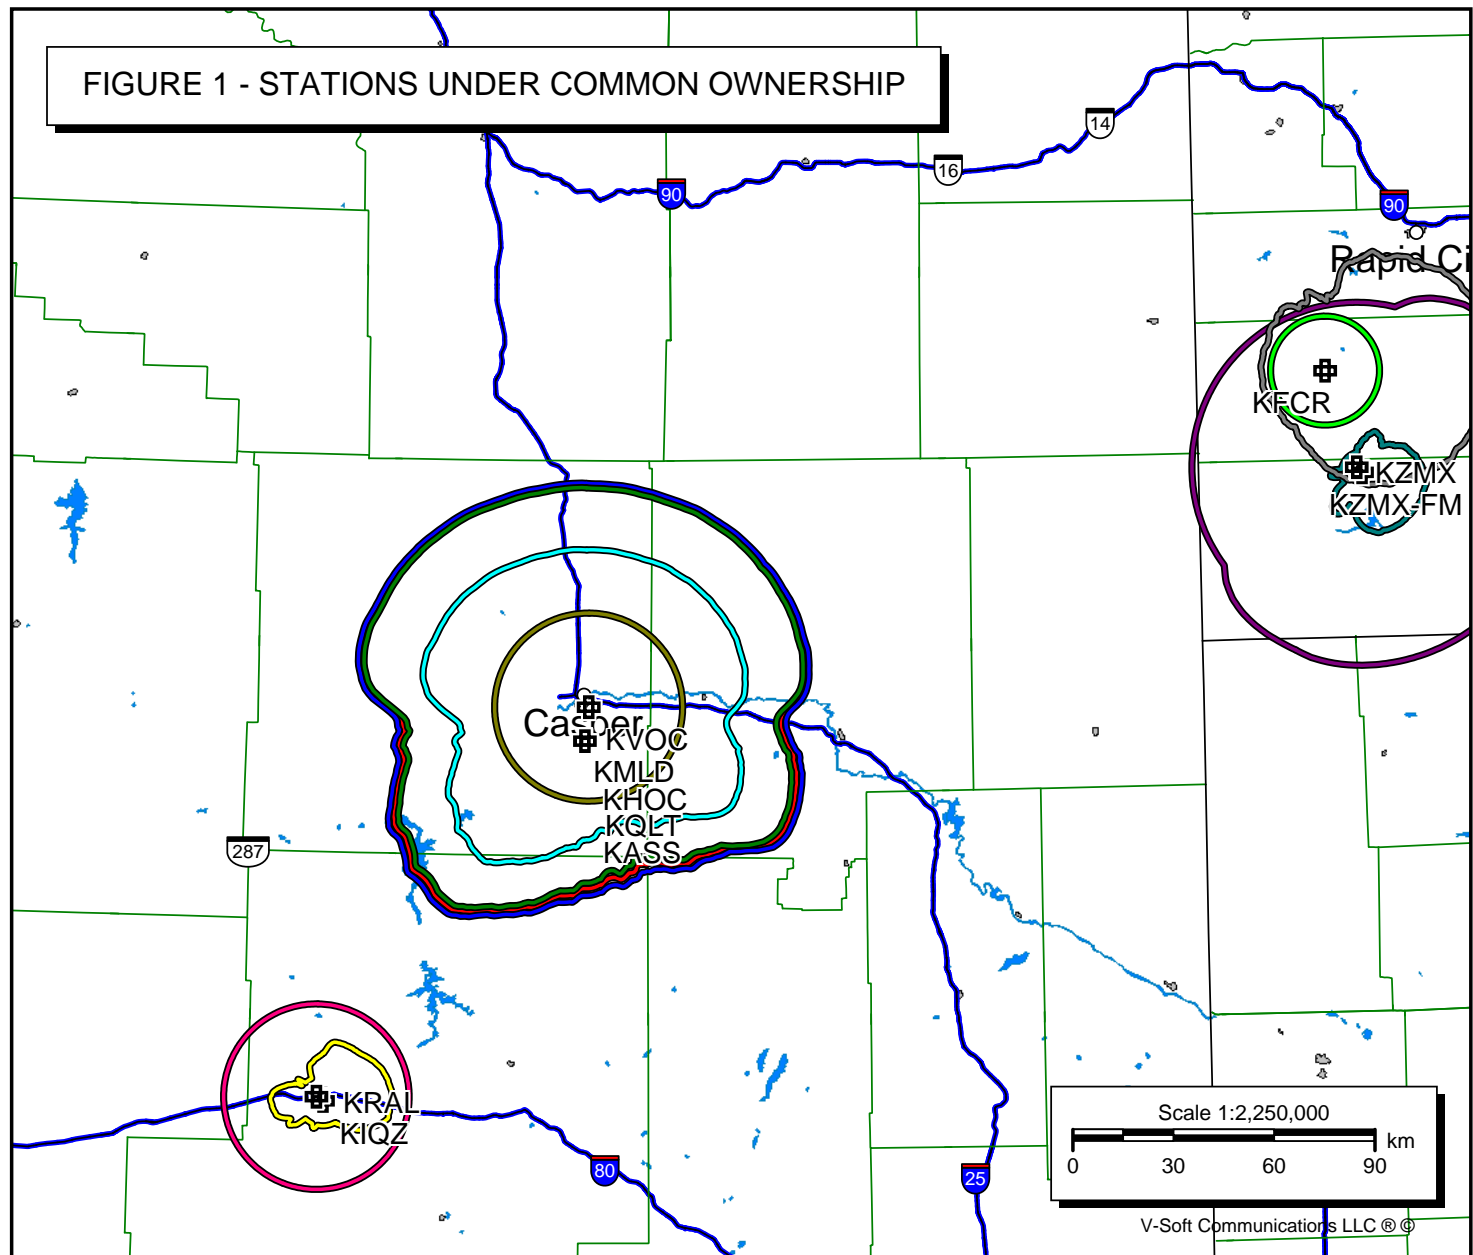 FIGURE 1 - STATIONS UNDER COMMON OWNERSHIP
14
16
90
90
Rapid Ci
KFCR
KZMX
KZMX-FM
Casper
KVOC
KMLD
KHOC
KQLT
KASS
287
KRAL
KIQZ
80
25
Scale 1:2,250,000
km
0 30 60 90
V-Soft Communications LLC ® ©